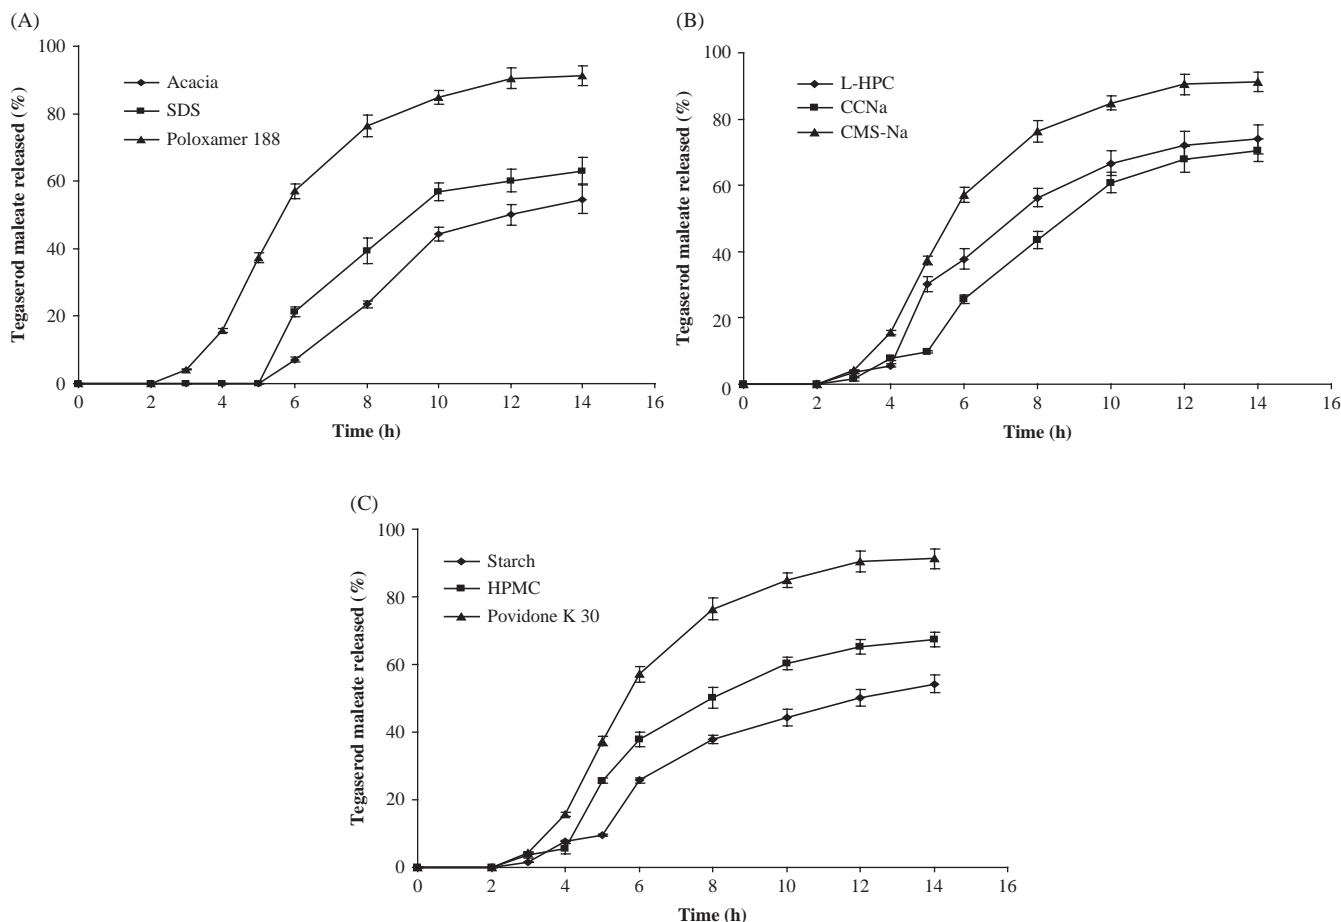 (A)
Tegaserod maleate released (%)
100
80
60
40
20
0
Acacia
SDS
Poloxamer 188
0 2 4 6 8 10 12 14 16
Time (h)
(B)
Tegaserod maleate released (%)
100
80
60
40
20
0
L-HPC
CCNa
CMS-Na
0 2 4 6 8 10 12 14 16
Time (h)
(C)
Tegaserod maleate released (%)
100
80
60
40
20
0
Starch
HPMC
Povidone K 30
0 2 4 6 8 10 12 14 16
Time (h)